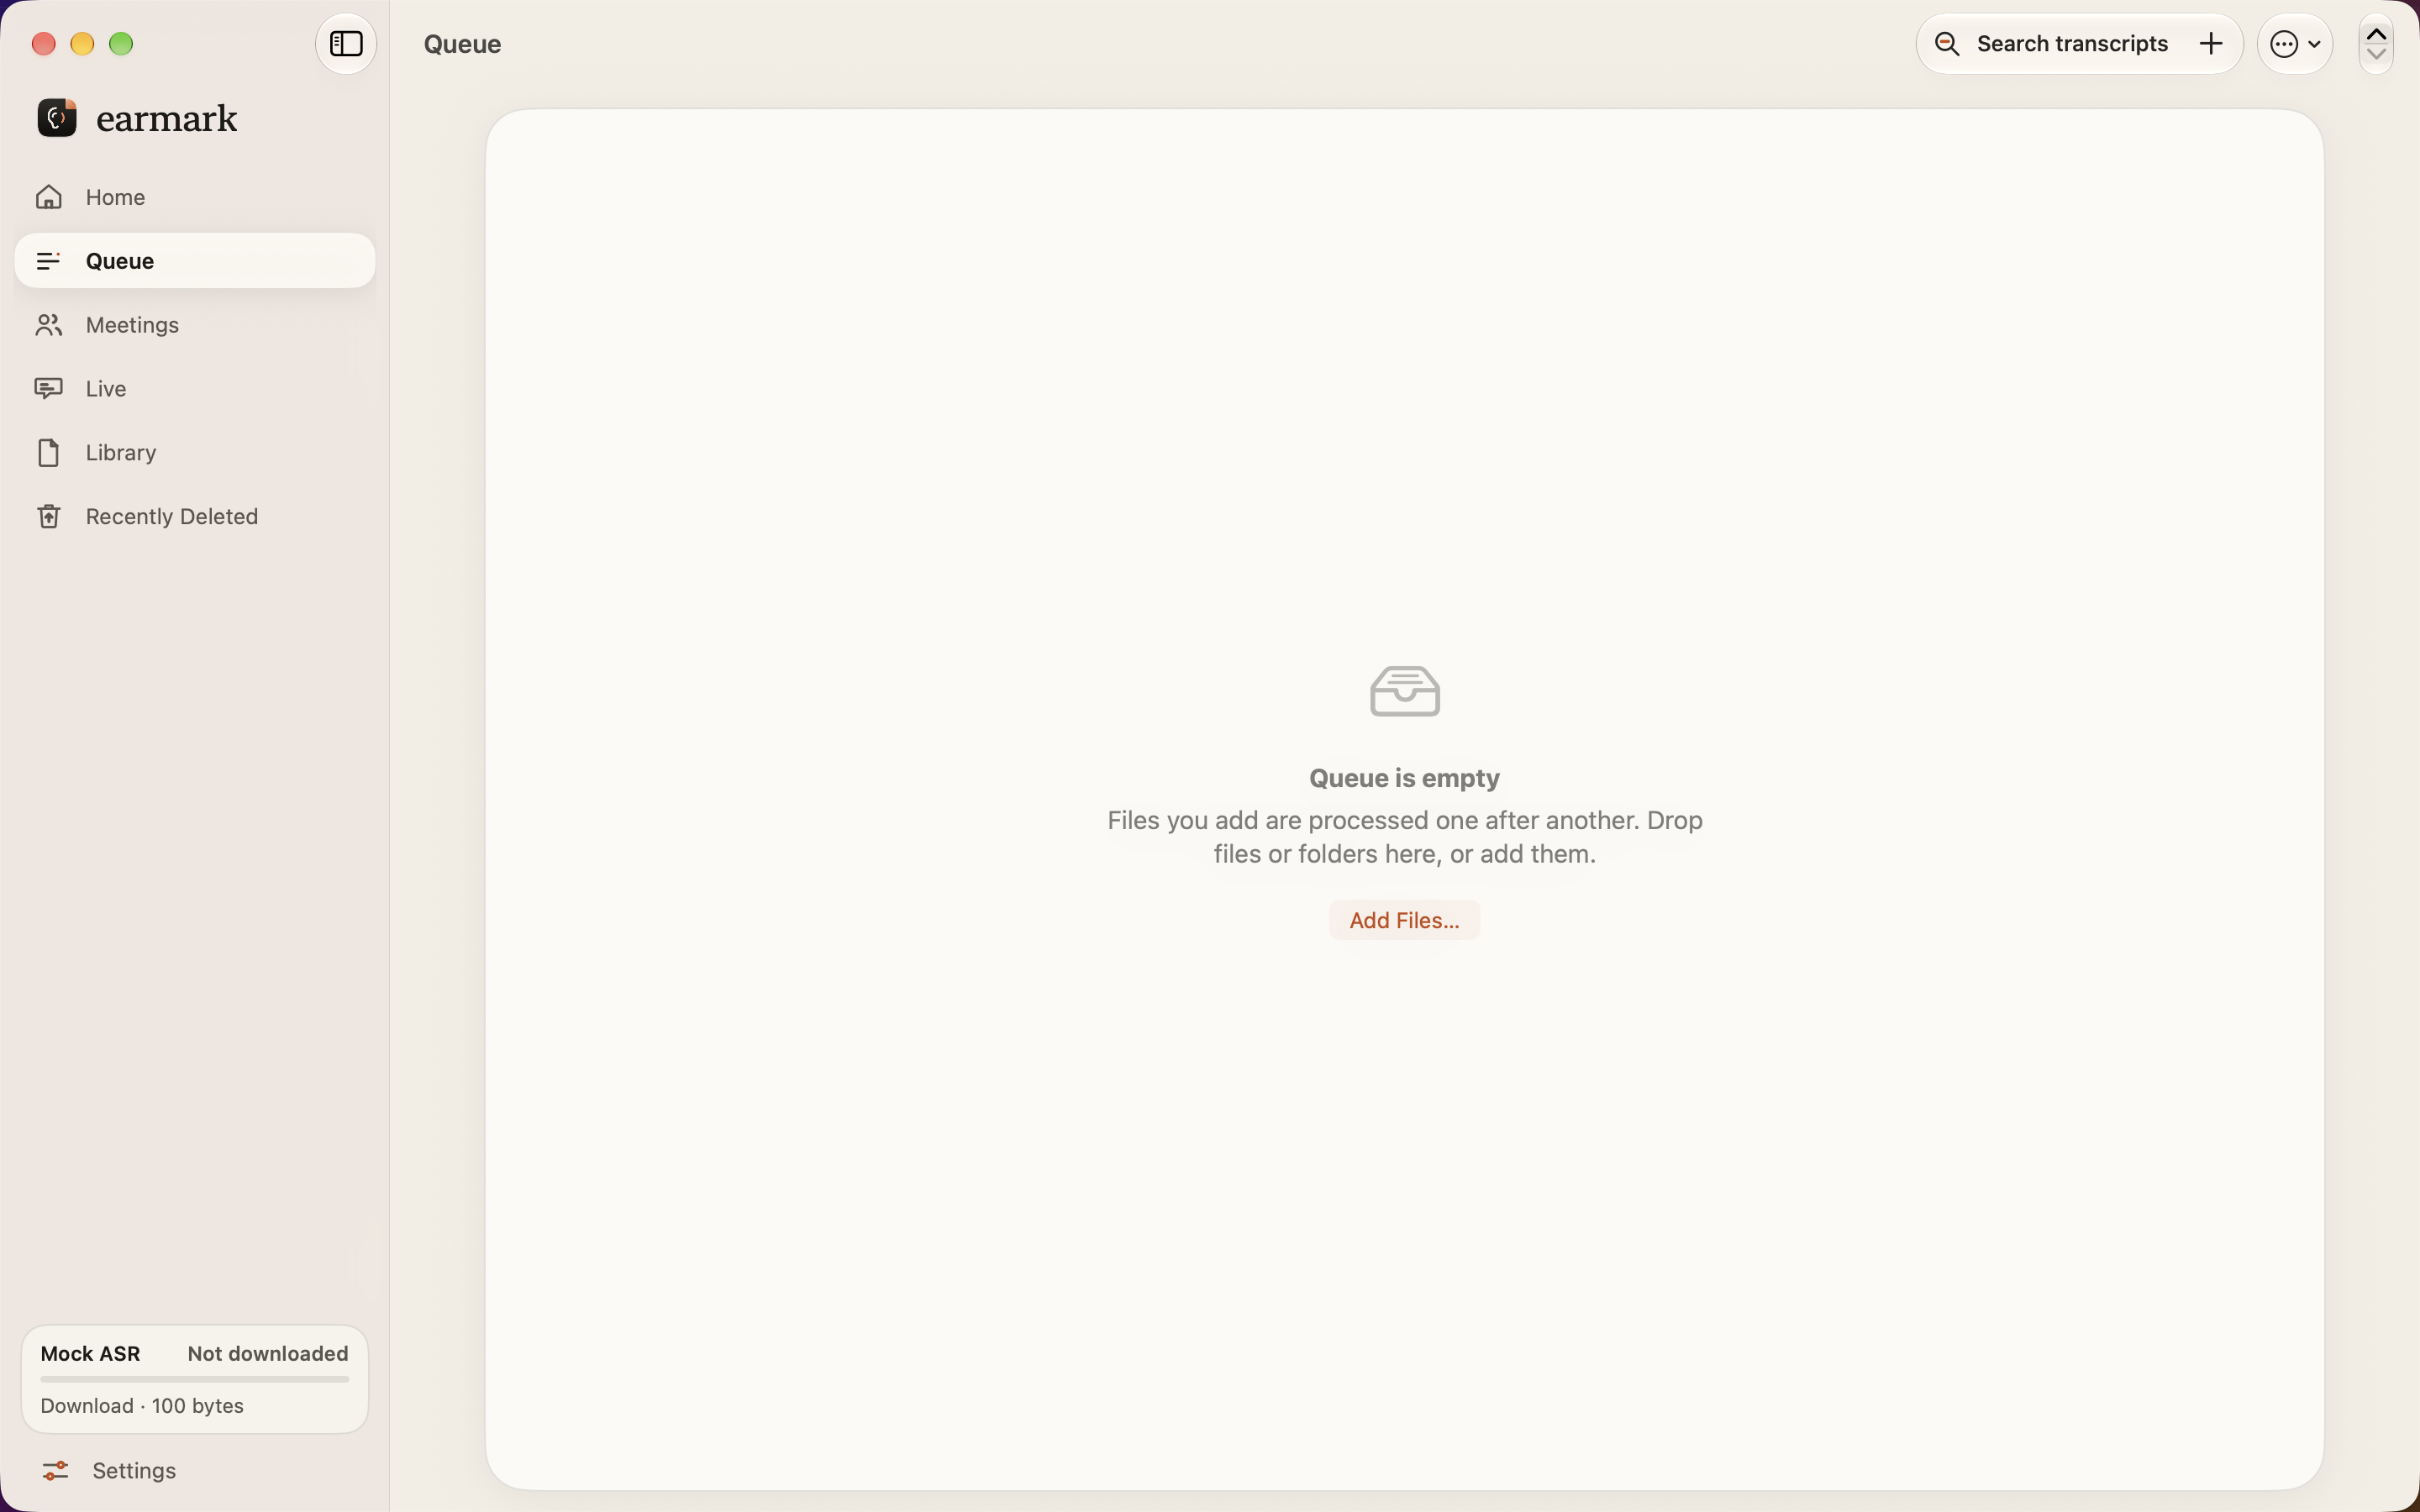 Queue
Search transcripts
earmark
Home
Queue
Meetings
Live
Library
Recently Deleted
Queue is empty
Files you add are processed one after another. Drop
files or folders here, or add them.
Add Files...
Mock ASR Not downloaded
Download · 100 bytes
Settings